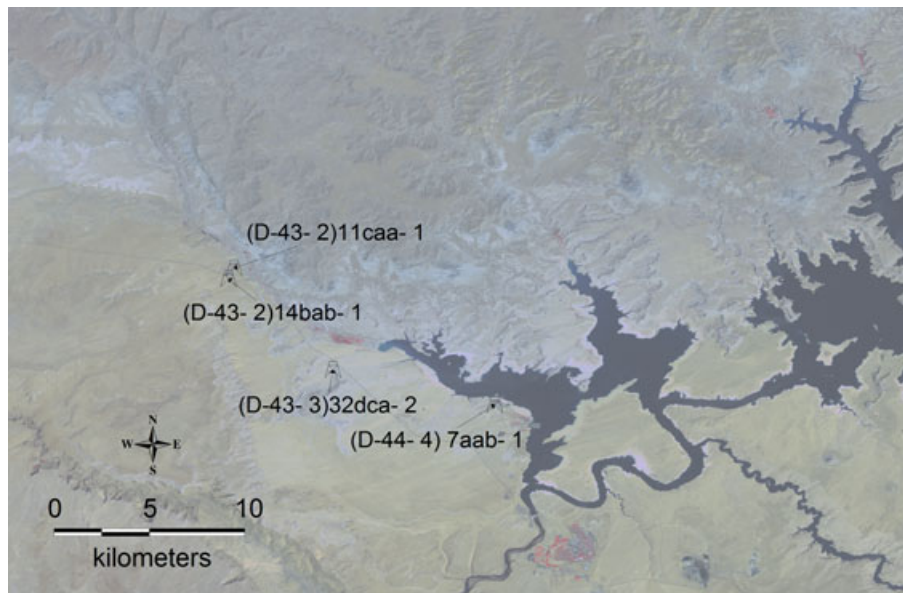 (D-43- 2)11caa- 1
(D-43- 2)14bab- 1
(D-43- 3)32dca- 2
(D-44- 4) 7aab- 1
N
W E
S
0 5 10
kilometers